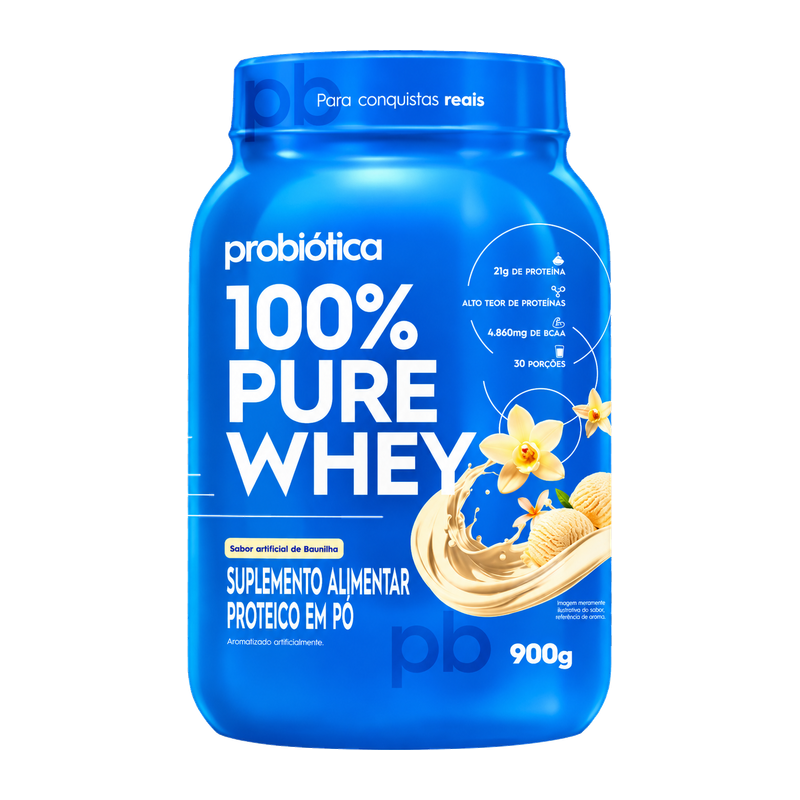 pb
Para conquistas reais
probiótica
100%
PURE
WHEY
21g DE PROTEÍNA
ALTO TEOR DE PROTEÍNAS
4.860mg DE BCAA
30 PORÇÕES
Sabor artificial de Baunilha
SUPLEMENTO ALIMENTAR
PROTEICO EM PÓ
Aromatizado artificialmente.
Imagem meramente
ilustrativa do sabor,
referência de aroma.
pb
900g